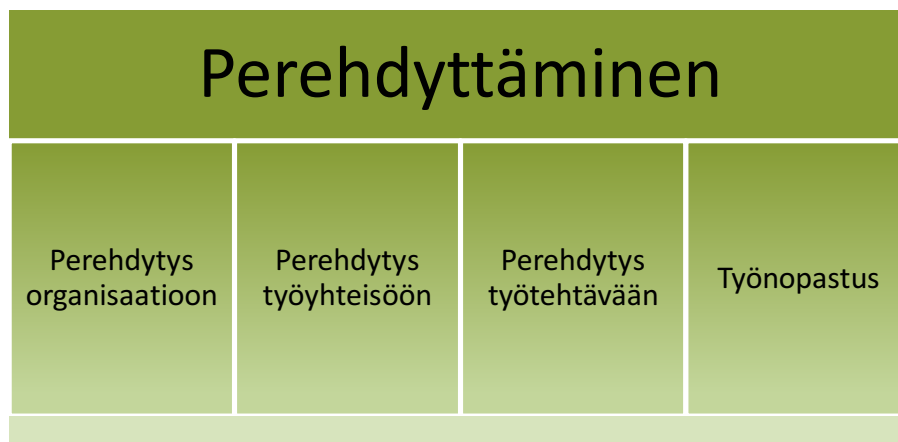 Perehdyttäminen
Perehdytys
organisaatioon
Perehdytys
työyhteisöön
Perehdytys
työtehtävään
Työnopastus